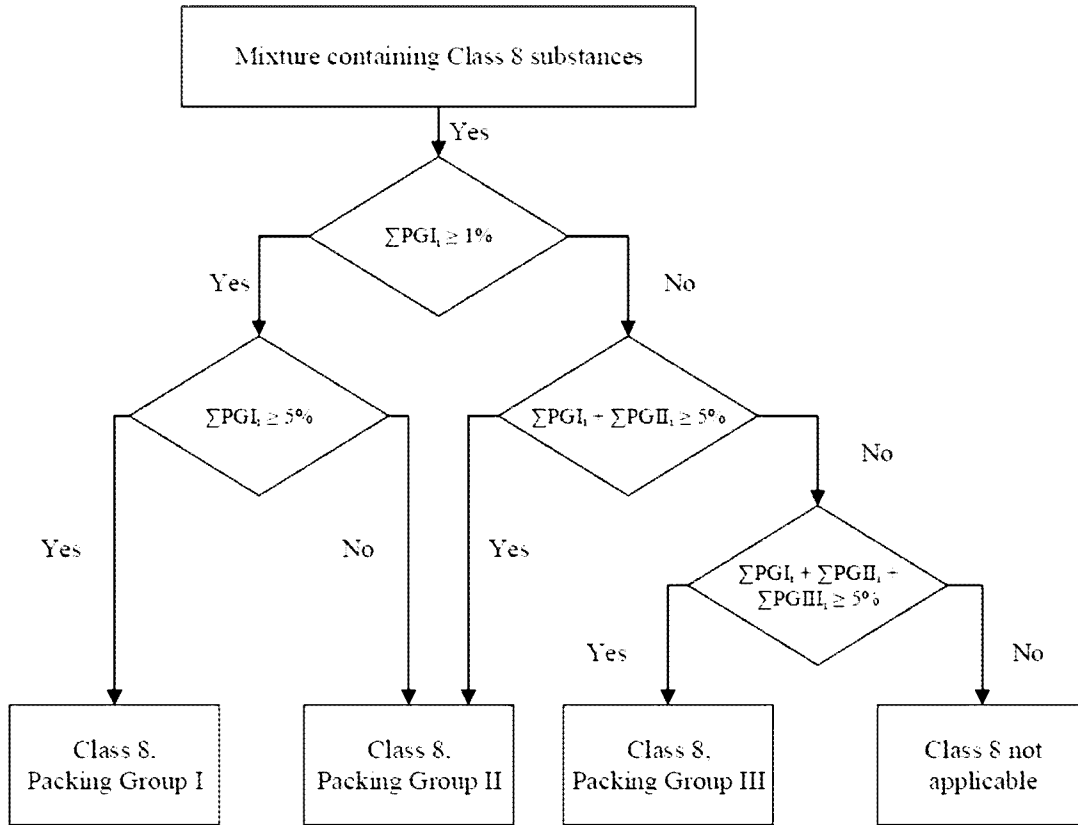 Mixture containing Class 8 substances
Yes
∑PGIᵢ ≥ 1%
Yes
No
∑PGIᵢ ≥ 5%
∑PGIᵢ + ∑PGIIᵢ ≥ 5%
No
Yes
No
Yes
∑PGIᵢ + ∑PGIIᵢ +
∑PGIIIᵢ ≥ 5%
Yes
No
Class 8.
Packing Group I
Class 8.
Packing Group II
Class 8,
Packing Group III
Class 8 not
applicable